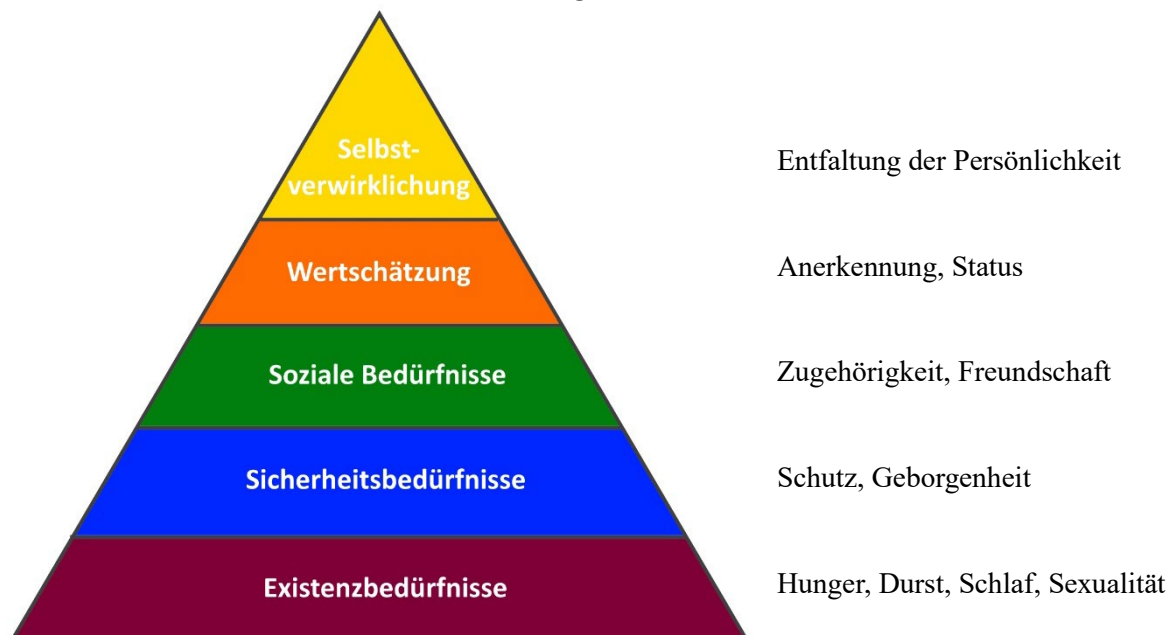 Selbst-
verwirklichung
Entfaltung der Persönlichkeit
Wertschätzung
Anerkennung, Status
Soziale Bedürfnisse
Zugehörigkeit, Freundschaft
Sicherheitsbedürfnisse
Schutz, Geborgenheit
Existenzbedürfnisse
Hunger, Durst, Schlaf, Sexualität